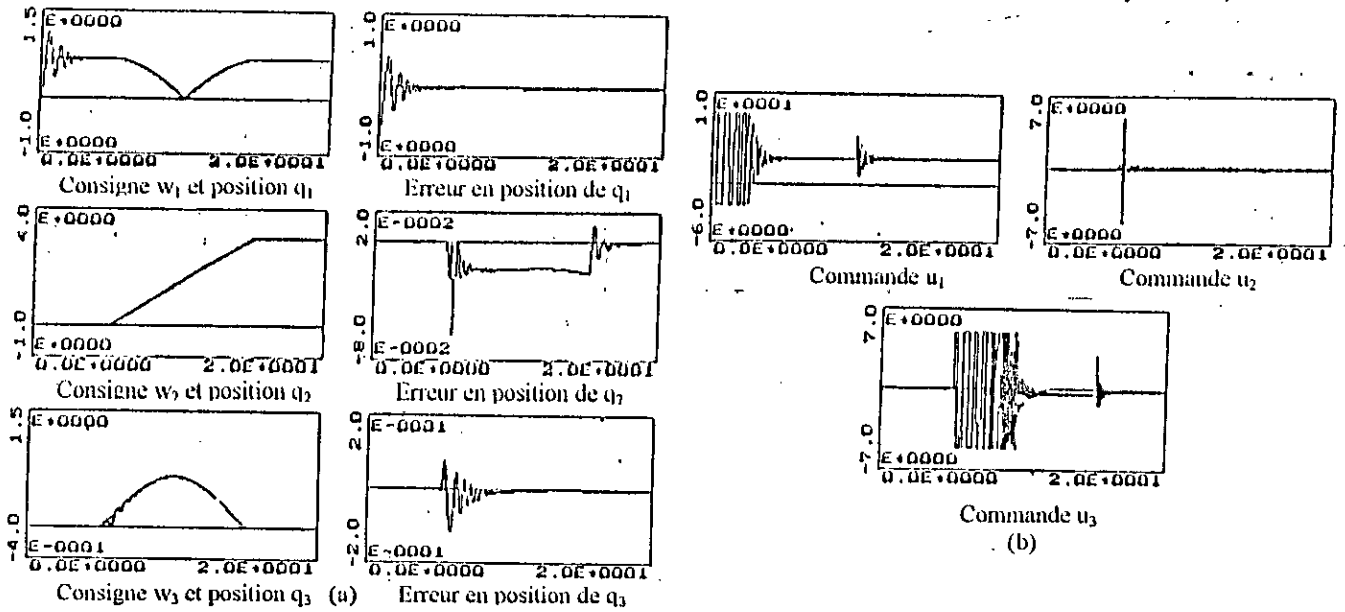 1.5
E+0000
-1.0
E+0000
0.0E+0000 2.0E+0001
Consigne w₁ et position q₁
1.0
E+0000
-1.0
E+0000
0.0E+0000 2.0E+0001
Erreur en position de q₁
4.0
E+0000
-1.0
E+0000
0.0E+0000 2.0E+0001
Consigne w₂ et position q₂
2.0
E-0002
-8.0
E-0002
0.0E+0000 2.0E+0001
Erreur en position de q₂
1.5
E+0000
-4.0
E-0001
0.0E+0000 2.0E+0001
Consigne w₃ et position q₃ (a)
2.0
E-0001
-2.0
E-0001
0.0E+0000 2.0E+0001
Erreur en position de q₃
1.0
E+0001
-6.0
E+0000
0.0E+0000 2.0E+0001
Commande u₁
7.0
E+0000
-7.0
E+0000
0.0E+0000 2.0E+0001
Commande u₂
7.0
E+0000
-7.0
E+0000
0.0E+0000 2.0E+0001
Commande u₃
(b)